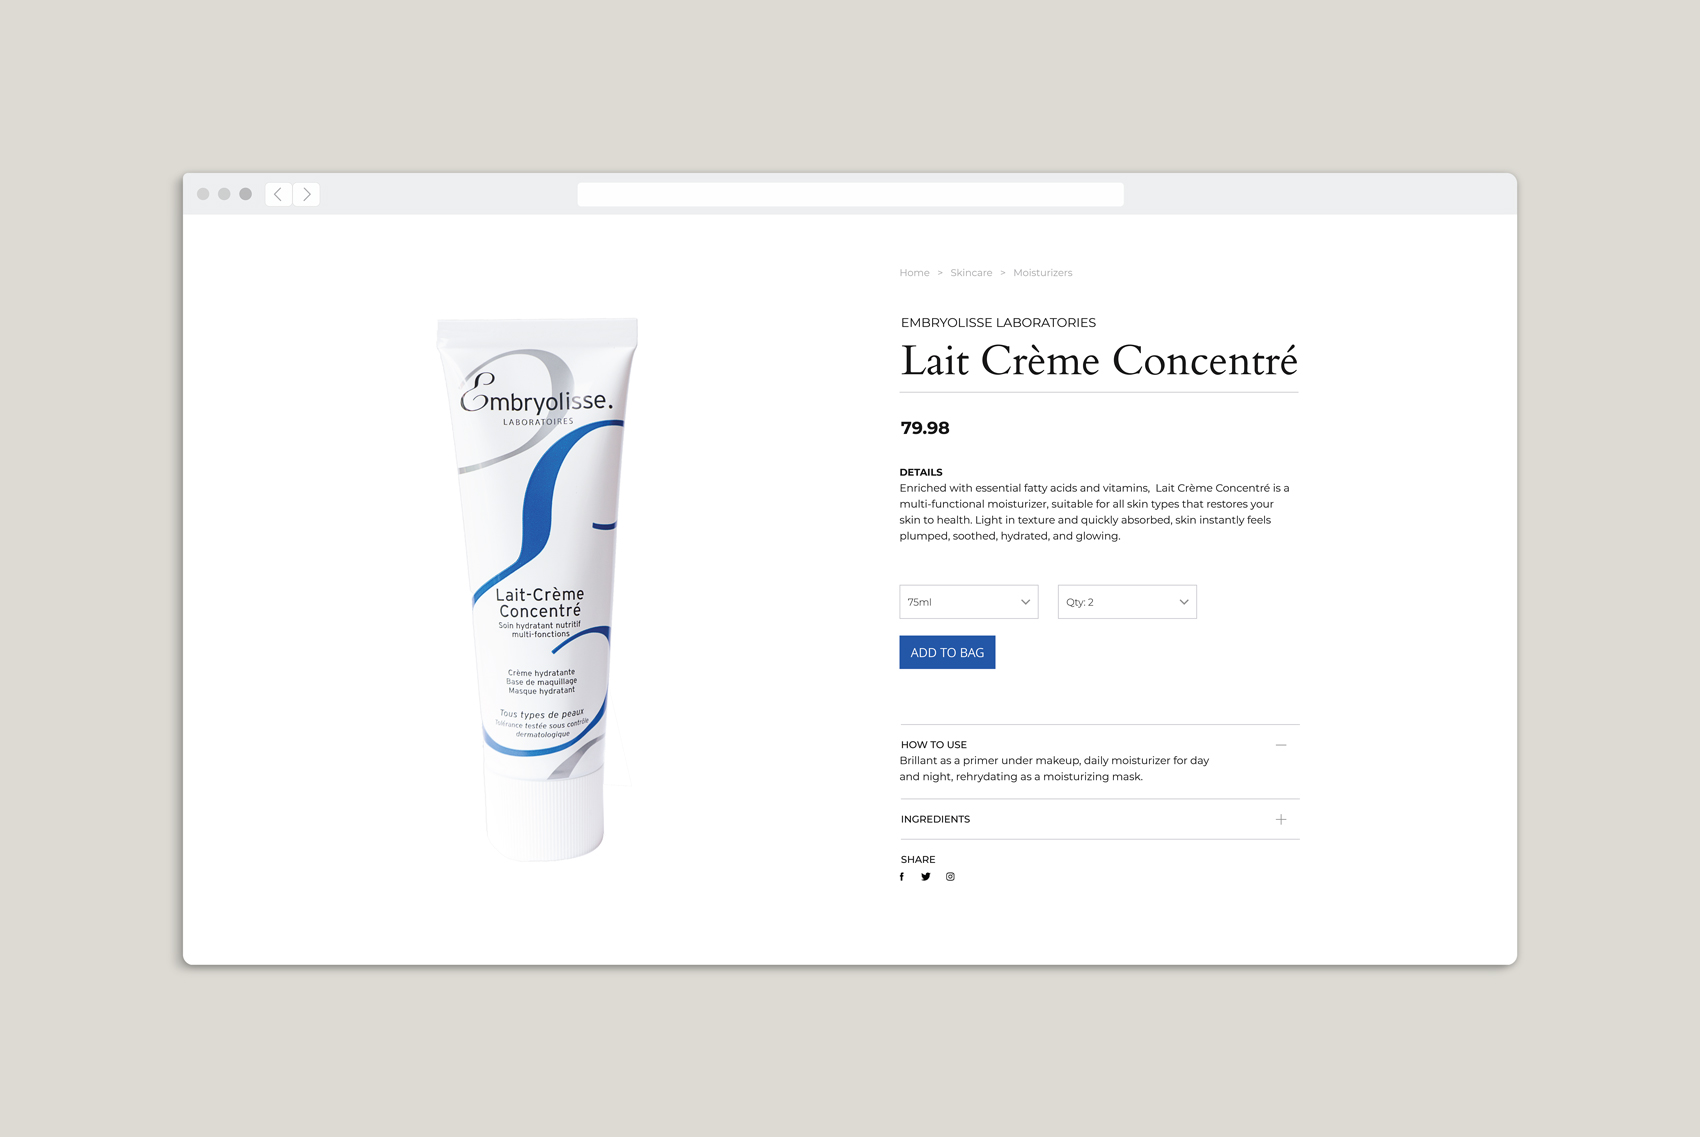 Home > Skincare > Moisturizers
EMBRYOLISSE LABORATORIES
Lait Crème Concentré
79.98
DETAILS
Enriched with essential fatty acids and vitamins, Lait Crème Concentré is a
multi-functional moisturizer, suitable for all skin types that restores your
skin to health. Light in texture and quickly absorbed, skin instantly feels
plumped, soothed, hydrated, and glowing.
75ml
Qty: 2
ADD TO BAG
HOW TO USE
Brillant as a primer under makeup, daily moisturizer for day
and night, rehrydating as a moisturizing mask.
INGREDIENTS
SHARE
Embryolisse.
LABORATOIRES
Lait-Crème
Concentré
Soin hydratant nutritif
multi-fonctions
Crème hydratante
Base de maquillage
Masque hydratant
Tous types de peaux
Tolérance testée sous contrôle
dermatologique